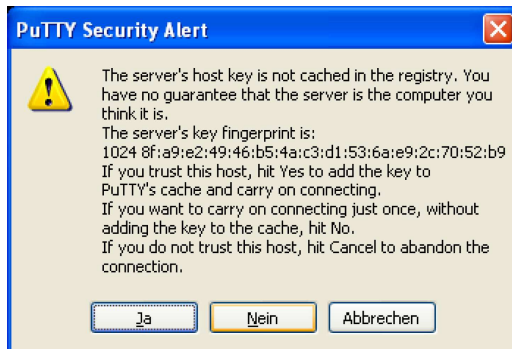 PuTTY Security Alert
The server's host key is not cached in the registry. You
have no guarantee that the server is the computer you
think it is.
The server's key fingerprint is:
1024 8f:a9:e2:49:46:b5:4a:c3:d1:53:6a:e9:2c:70:52:b9
If you trust this host, hit Yes to add the key to
PuTTY's cache and carry on connecting.
If you want to carry on connecting just once, without
adding the key to the cache, hit No.
If you do not trust this host, hit Cancel to abandon the
connection.
Ja Nein Abbrechen